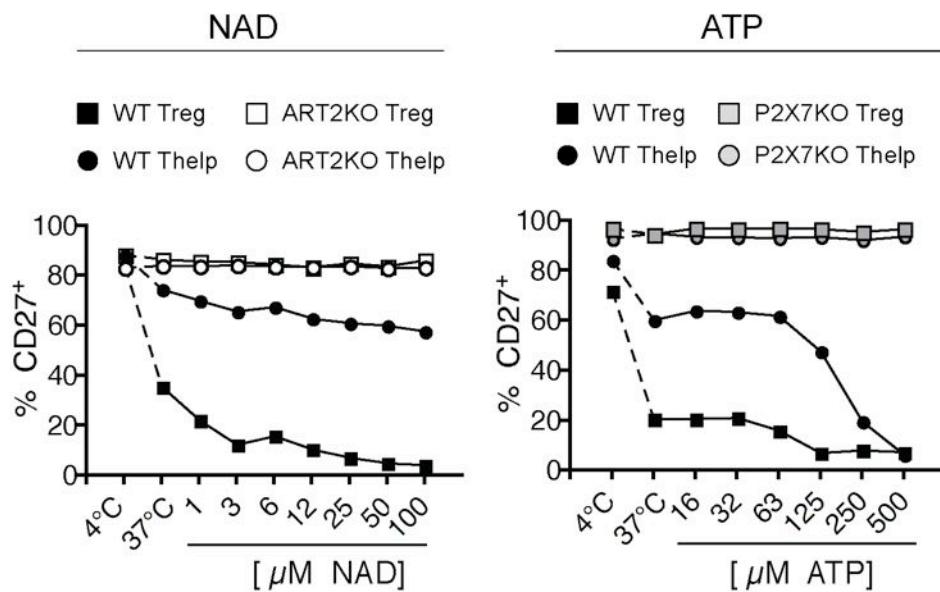 NAD
WT Treg
ART2KO Treg
WT Thelp
ART2KO Thelp
% CD27+
100
80
60
40
20
0
4°C
37°C
1
3
6
12
25
50
100
[ µM NAD]
ATP
WT Treg
P2X7KO Treg
WT Thelp
P2X7KO Thelp
% CD27+
100
80
60
40
20
0
4°C
37°C
16
32
63
125
250
500
[ µM ATP]